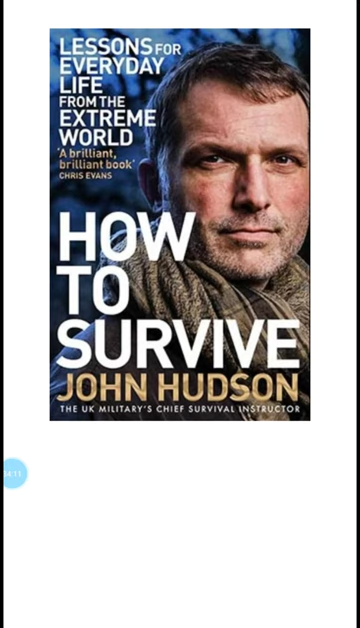 LESSONS FOR
EVERYDAY
LIFE
FROM THE
EXTREME
WORLD
'A brilliant,
brilliant book'
CHRIS EVANS
HOW
TO
SURVIVE
JOHN HUDSON
THE UK MILITARY'S CHIEF SURVIVAL INSTRUCTOR